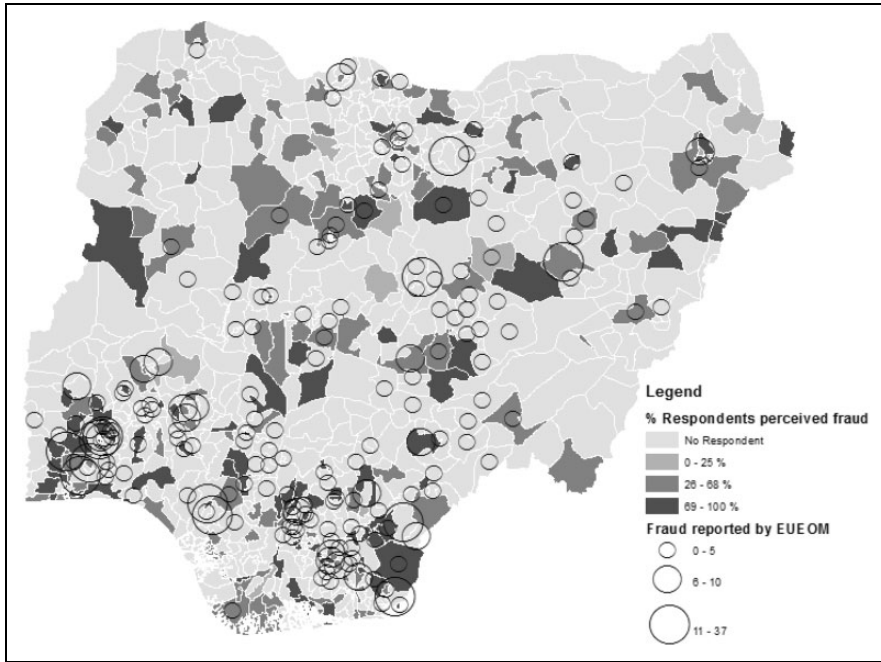 Legend
% Respondents perceived fraud
No Respondent
0 - 25 %
26 - 68 %
69 - 100 %
Fraud reported by EUEOM
0 - 5
6 - 10
11 - 37